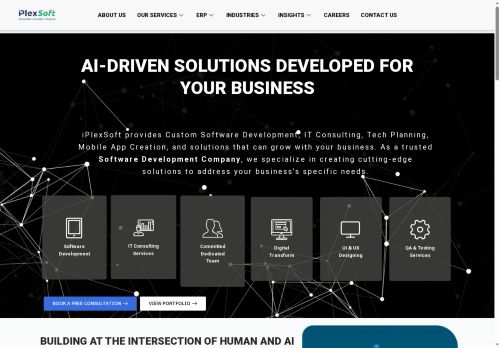 iPlexSoft
ABOUT US OUR SERVICES ERP INDUSTRIES INSIGHTS CAREERS CONTACT US
AI-DRIVEN SOLUTIONS DEVELOPED FOR
YOUR BUSINESS
iPlexSoft provides Custom Software Development, IT Consulting, Tech Planning,
Mobile App Creation, and solutions that can grow with your business. As a trusted
Software Development Company, we specialize in creating cutting-edge
solutions to address your business's specific needs.
Software
Development
IT Consulting
Services
Committed
Dedicated
Team
Digital
Transform
UI & UX
Designing
QA & Testing
Services
BOOK A FREE CONSULTATION
VIEW PORTFOLIO
BUILDING AT THE INTERSECTION OF HUMAN AND AI